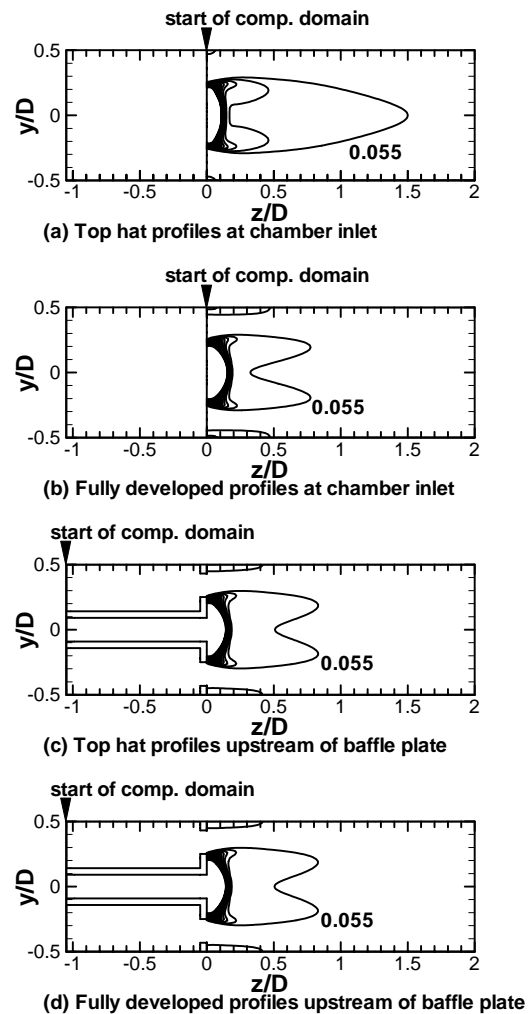 start of comp. domain
y/D
0.5
0
-0.5
0.055
-1 -0.5 0 0.5 1 1.5 2
z/D
(a) Top hat profiles at chamber inlet
start of comp. domain
y/D
0.5
0
-0.5
0.055
-1 -0.5 0 0.5 1 1.5 2
z/D
(b) Fully developed profiles at chamber inlet
start of comp. domain
y/D
0.5
0
-0.5
0.055
-1 -0.5 0 0.5 1 1.5 2
z/D
(c) Top hat profiles upstream of baffle plate
start of comp. domain
y/D
0.5
0
-0.5
0.055
-1 -0.5 0 0.5 1 1.5 2
z/D
(d) Fully developed profiles upstream of baffle plate